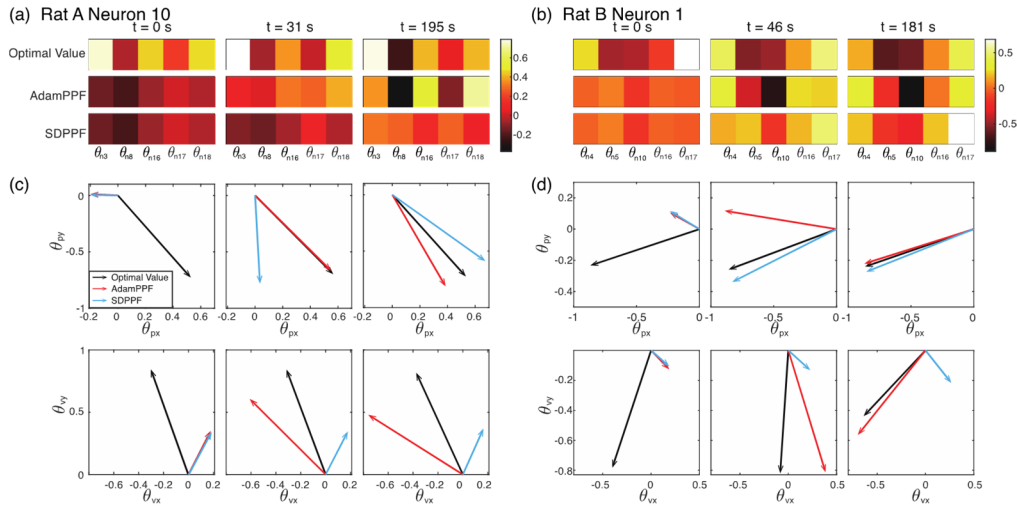 (a) Rat A Neuron 10
t = 0 s t = 31 s t = 195 s
Optimal Value
AdamPPF
SDPPF
0.8
0.6
0.4
0.2
0
-0.2
θn3 θn8 θn16 θn17 θn18 θn3 θn8 θn16 θn17 θn18 θn3 θn8 θn16 θn17 θn18
(b) Rat B Neuron 1
t = 0 s t = 46 s t = 181 s
0.5
0
-0.5
θn4 θn5 θn10 θn16 θn17 θn4 θn5 θn10 θn16 θn17 θn4 θn5 θn10 θn16 θn17
(c)
0
-0.5
-1
θpy
Optimal Value
AdamPPF
SDPPF
-0.2 0 0.2 0.4 0.6 -0.2 0 0.2 0.4 0.6 -0.2 0 0.2 0.4 0.6
θpx θpx θpx
1
0.5
0
θvy
-0.6 -0.4 -0.2 0 0.2 -0.6 -0.4 -0.2 0 0.2 -0.6 -0.4 -0.2 0 0.2
θvx θvx θvx
(d)
0.2
0
-0.2
-0.4
θpy
-1 -0.5 0 -1 -0.5 0 -1 -0.5 0
θpx θpx θpx
-0.2
-0.4
-0.6
-0.8
θvy
-0.5 0 0.5 -0.5 0 0.5 -0.5 0 0.5
θvx θvx θvx